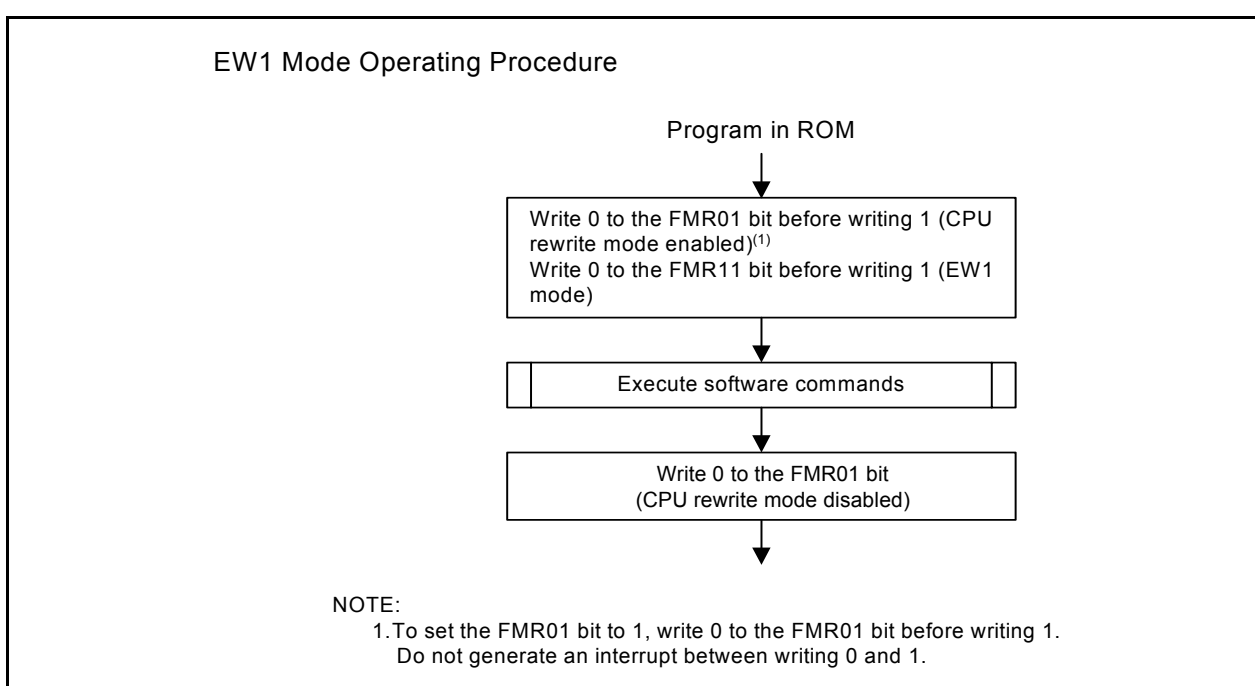 EW1 Mode Operating Procedure
Program in ROM
Write 0 to the FMR01 bit before writing 1 (CPU
rewrite mode enabled)(1)
Write 0 to the FMR11 bit before writing 1 (EW1
mode)
Execute software commands
Write 0 to the FMR01 bit
(CPU rewrite mode disabled)
NOTE:
1.To set the FMR01 bit to 1, write 0 to the FMR01 bit before writing 1.
Do not generate an interrupt between writing 0 and 1.